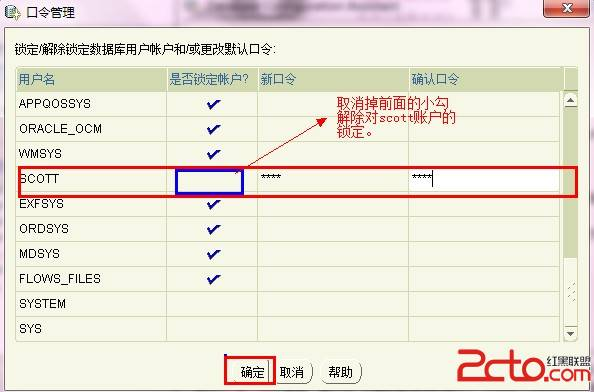 口令管理
锁定/解除锁定数据库用户帐户和/或更改默认口令:
用户名 是否锁定帐户? 新口令 确认口令
APPQOSSYS
ORACLE_OCM
WMSYS
SCOTT **** ****
EXFSYS
ORDSYS
MDSYS
FLOWS_FILES
SYSTEM
SYS
取消掉前面的小勾
解除对scott账户的
锁定。
确定 取消 帮助
2cto.com
红黑联盟